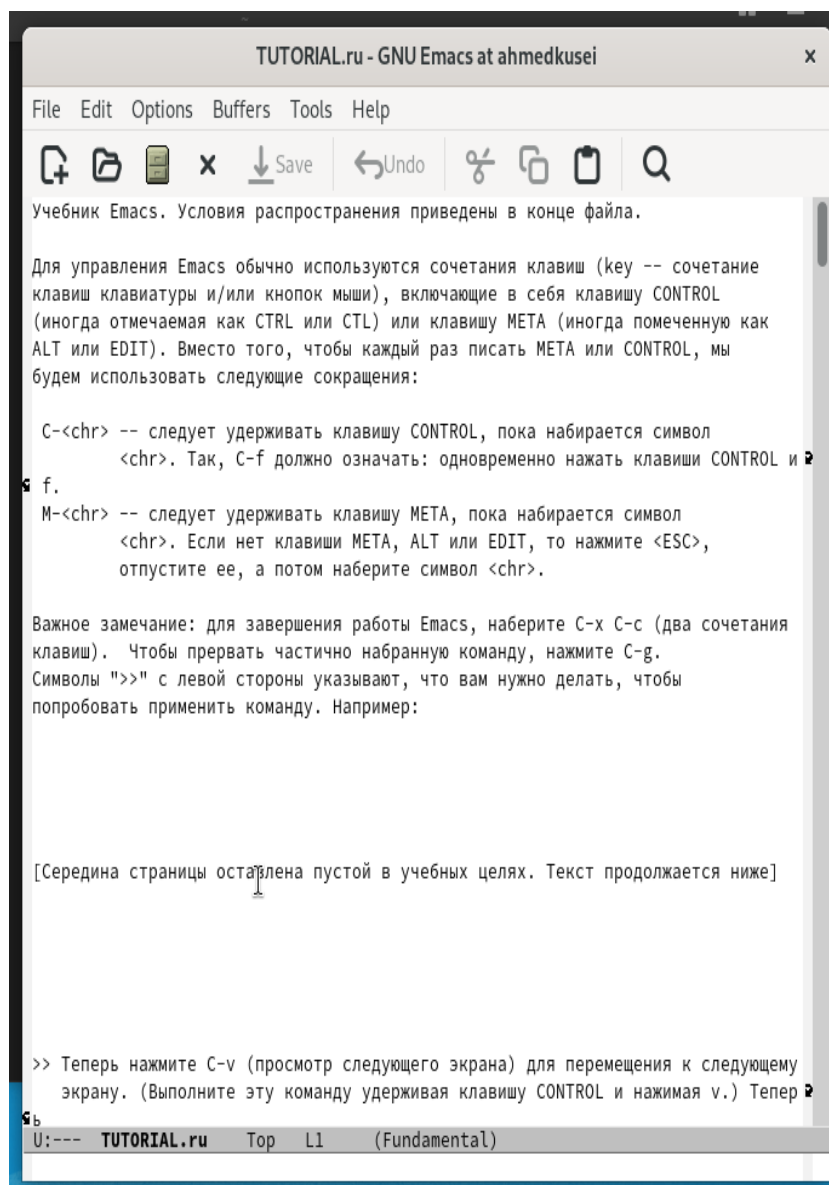 TUTORIAL.ru - GNU Emacs at ahmedkusei
File Edit Options Buffers Tools Help
Save Undo
Учебник Emacs. Условия распространения приведены в конце файла.
Для управления Emacs обычно используются сочетания клавиш (key -- сочетание
клавиш клавиатуры и/или кнопок мыши), включающие в себя клавишу CONTROL
(иногда отмечаемая как CTRL или CTL) или клавишу META (иногда помеченную как
ALT или EDIT). Вместо того, чтобы каждый раз писать META или CONTROL, мы
будем использовать следующие сокращения:
C-<chr> -- следует удерживать клавишу CONTROL, пока набирается символ
<chr>. Так, C-f должно означать: одновременно нажать клавиши CONTROL и
f.
M-<chr> -- следует удерживать клавишу META, пока набирается символ
<chr>. Если нет клавиши META, ALT или EDIT, то нажмите <ESC>,
отпустите ее, а потом наберите символ <chr>.
Важное замечание: для завершения работы Emacs, наберите C-x C-c (два сочетания
клавиш). Чтобы прервать частично набранную команду, нажмите C-g.
Символы ">>" с левой стороны указывают, что вам нужно делать, чтобы
попробовать применить команду. Например:
[Середина страницы оставлена пустой в учебных целях. Текст продолжается ниже]
>> Теперь нажмите C-v (просмотр следующего экрана) для перемещения к следующему
экрану. (Выполните эту команду удерживая клавишу CONTROL и нажимая v.) Тепер
ь
U:--- TUTORIAL.ru Top L1 (Fundamental)